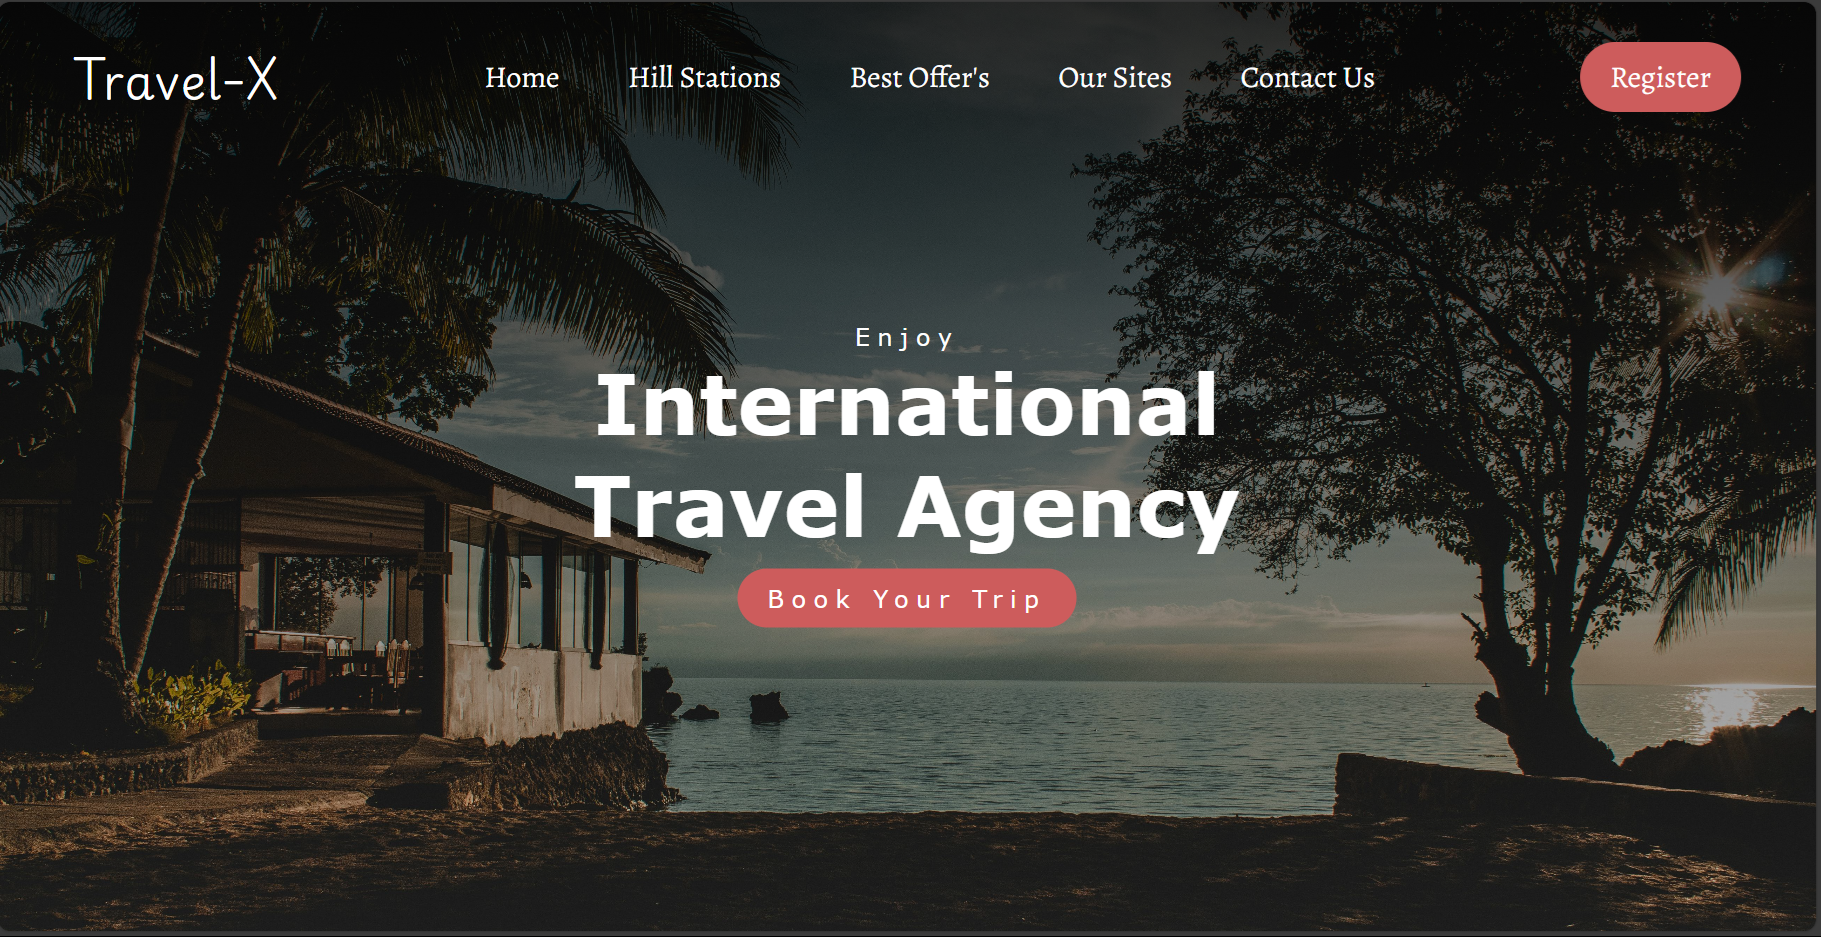 Travel-X
Home Hill Stations Best Offer's Our Sites Contact Us
Register
Enjoy
International
Travel Agency
Book Your Trip